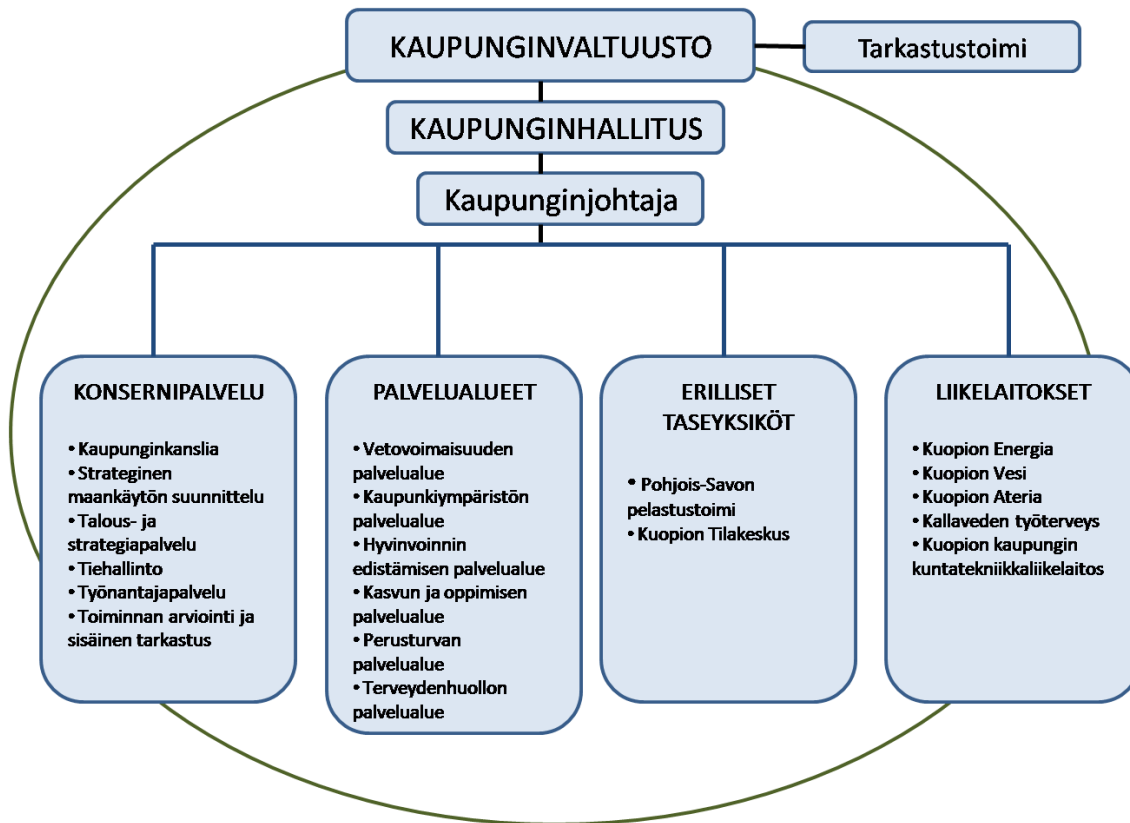 KAUPUNGINVALTUUSTO
Tarkastustoimi
KAUPUNGINHALLITUS
Kaupunginjohtaja
KONSERNIPALVELU
• Kaupunginkanslia
• Strateginen
maankäytön suunnittelu
• Talous- ja
strategiapalvelu
• Tiehallinto
• Työnantajapalvelu
• Toiminnan arviointi ja
sisäinen tarkastus
PALVELUALUEET
• Vetovoimaisuuden
palvelualue
• Kaupunkiympäristön
palvelualue
• Hyvinvoinnin
edistämisen palvelualue
• Kasvun ja oppimisen
palvelualue
• Perusturvan
palvelualue
• Terveydenhuollon
palvelualue
ERILLISET
TASEYKSIKÖT
• Pohjois-Savon
pelastustoimi
• Kuopion Tilakeskus
LIIKELAITOKSET
• Kuopion Energia
• Kuopion Vesi
• Kuopion Ateria
• Kallaveden työterveys
• Kuopion kaupungin
kuntatekniikkaliikelaitos